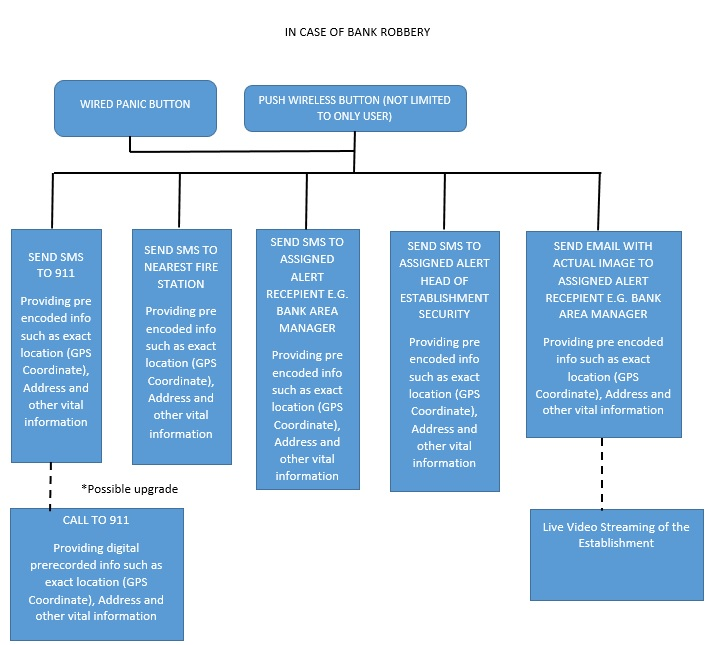 IN CASE OF BANK ROBBERY
WIRED PANIC BUTTON
PUSH WIRELESS BUTTON (NOT LIMITED
TO ONLY USER)
SEND SMS
TO 911
Providing pre
encoded info
such as exact
location (GPS
Coordinate),
Address and
other vital
information
SEND SMS TO
NEAREST FIRE
STATION
Providing pre
encoded info
such as exact
location (GPS
Coordinate),
Address and
other vital
information
SEND SMS TO
ASSIGNED
ALERT
RECEPIENT E.G.
BANK AREA
MANAGER
Providing pre
encoded info
such as exact
location (GPS
Coordinate),
Address and
other vital
information
SEND SMS TO
ASSIGNED ALERT
HEAD OF
ESTABLISHMENT
SECURITY
Providing pre
encoded info
such as exact
location (GPS
Coordinate),
Address and
other vital
information
SEND EMAIL WITH
ACTUAL IMAGE TO
ASSIGNED ALERT
RECEPIENT E.G. BANK
AREA MANAGER
Providing pre encoded
info such as exact
location (GPS
Coordinate), Address and
other vital information
*Possible upgrade
CALL TO 911
Providing digital
prerecorded info such as
exact location (GPS
Coordinate), Address and
other vital information
Live Video Streaming of the
Establishment